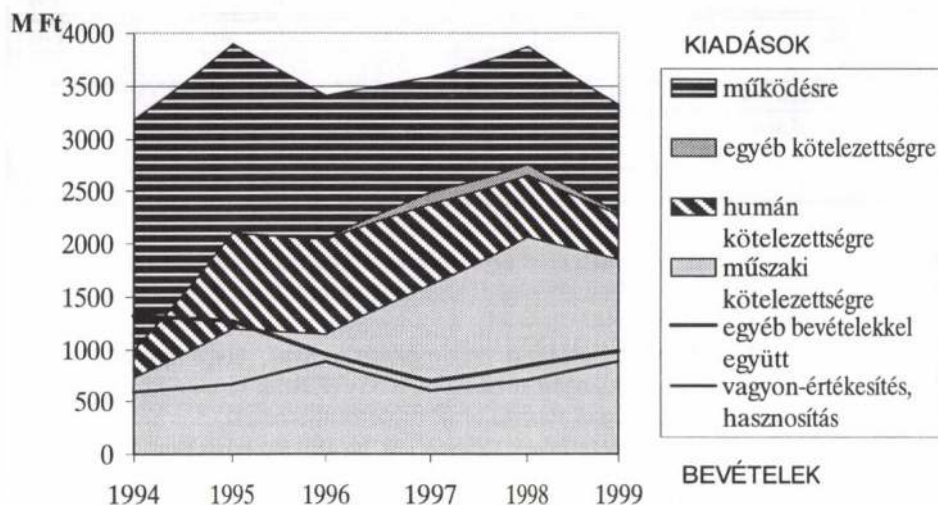 M Ft
4000
3500
3000
2500
2000
1500
1000
500
0
1994
1995
1996
1997
1998
1999
KIADÁSOK
működésre
egyéb kötelezettségre
humán
kötelezettségre
műszaki
kötelezettségre
egyéb bevételekkel
együtt
vagyon-értékesítés,
hasznosítás
BEVÉTELEK